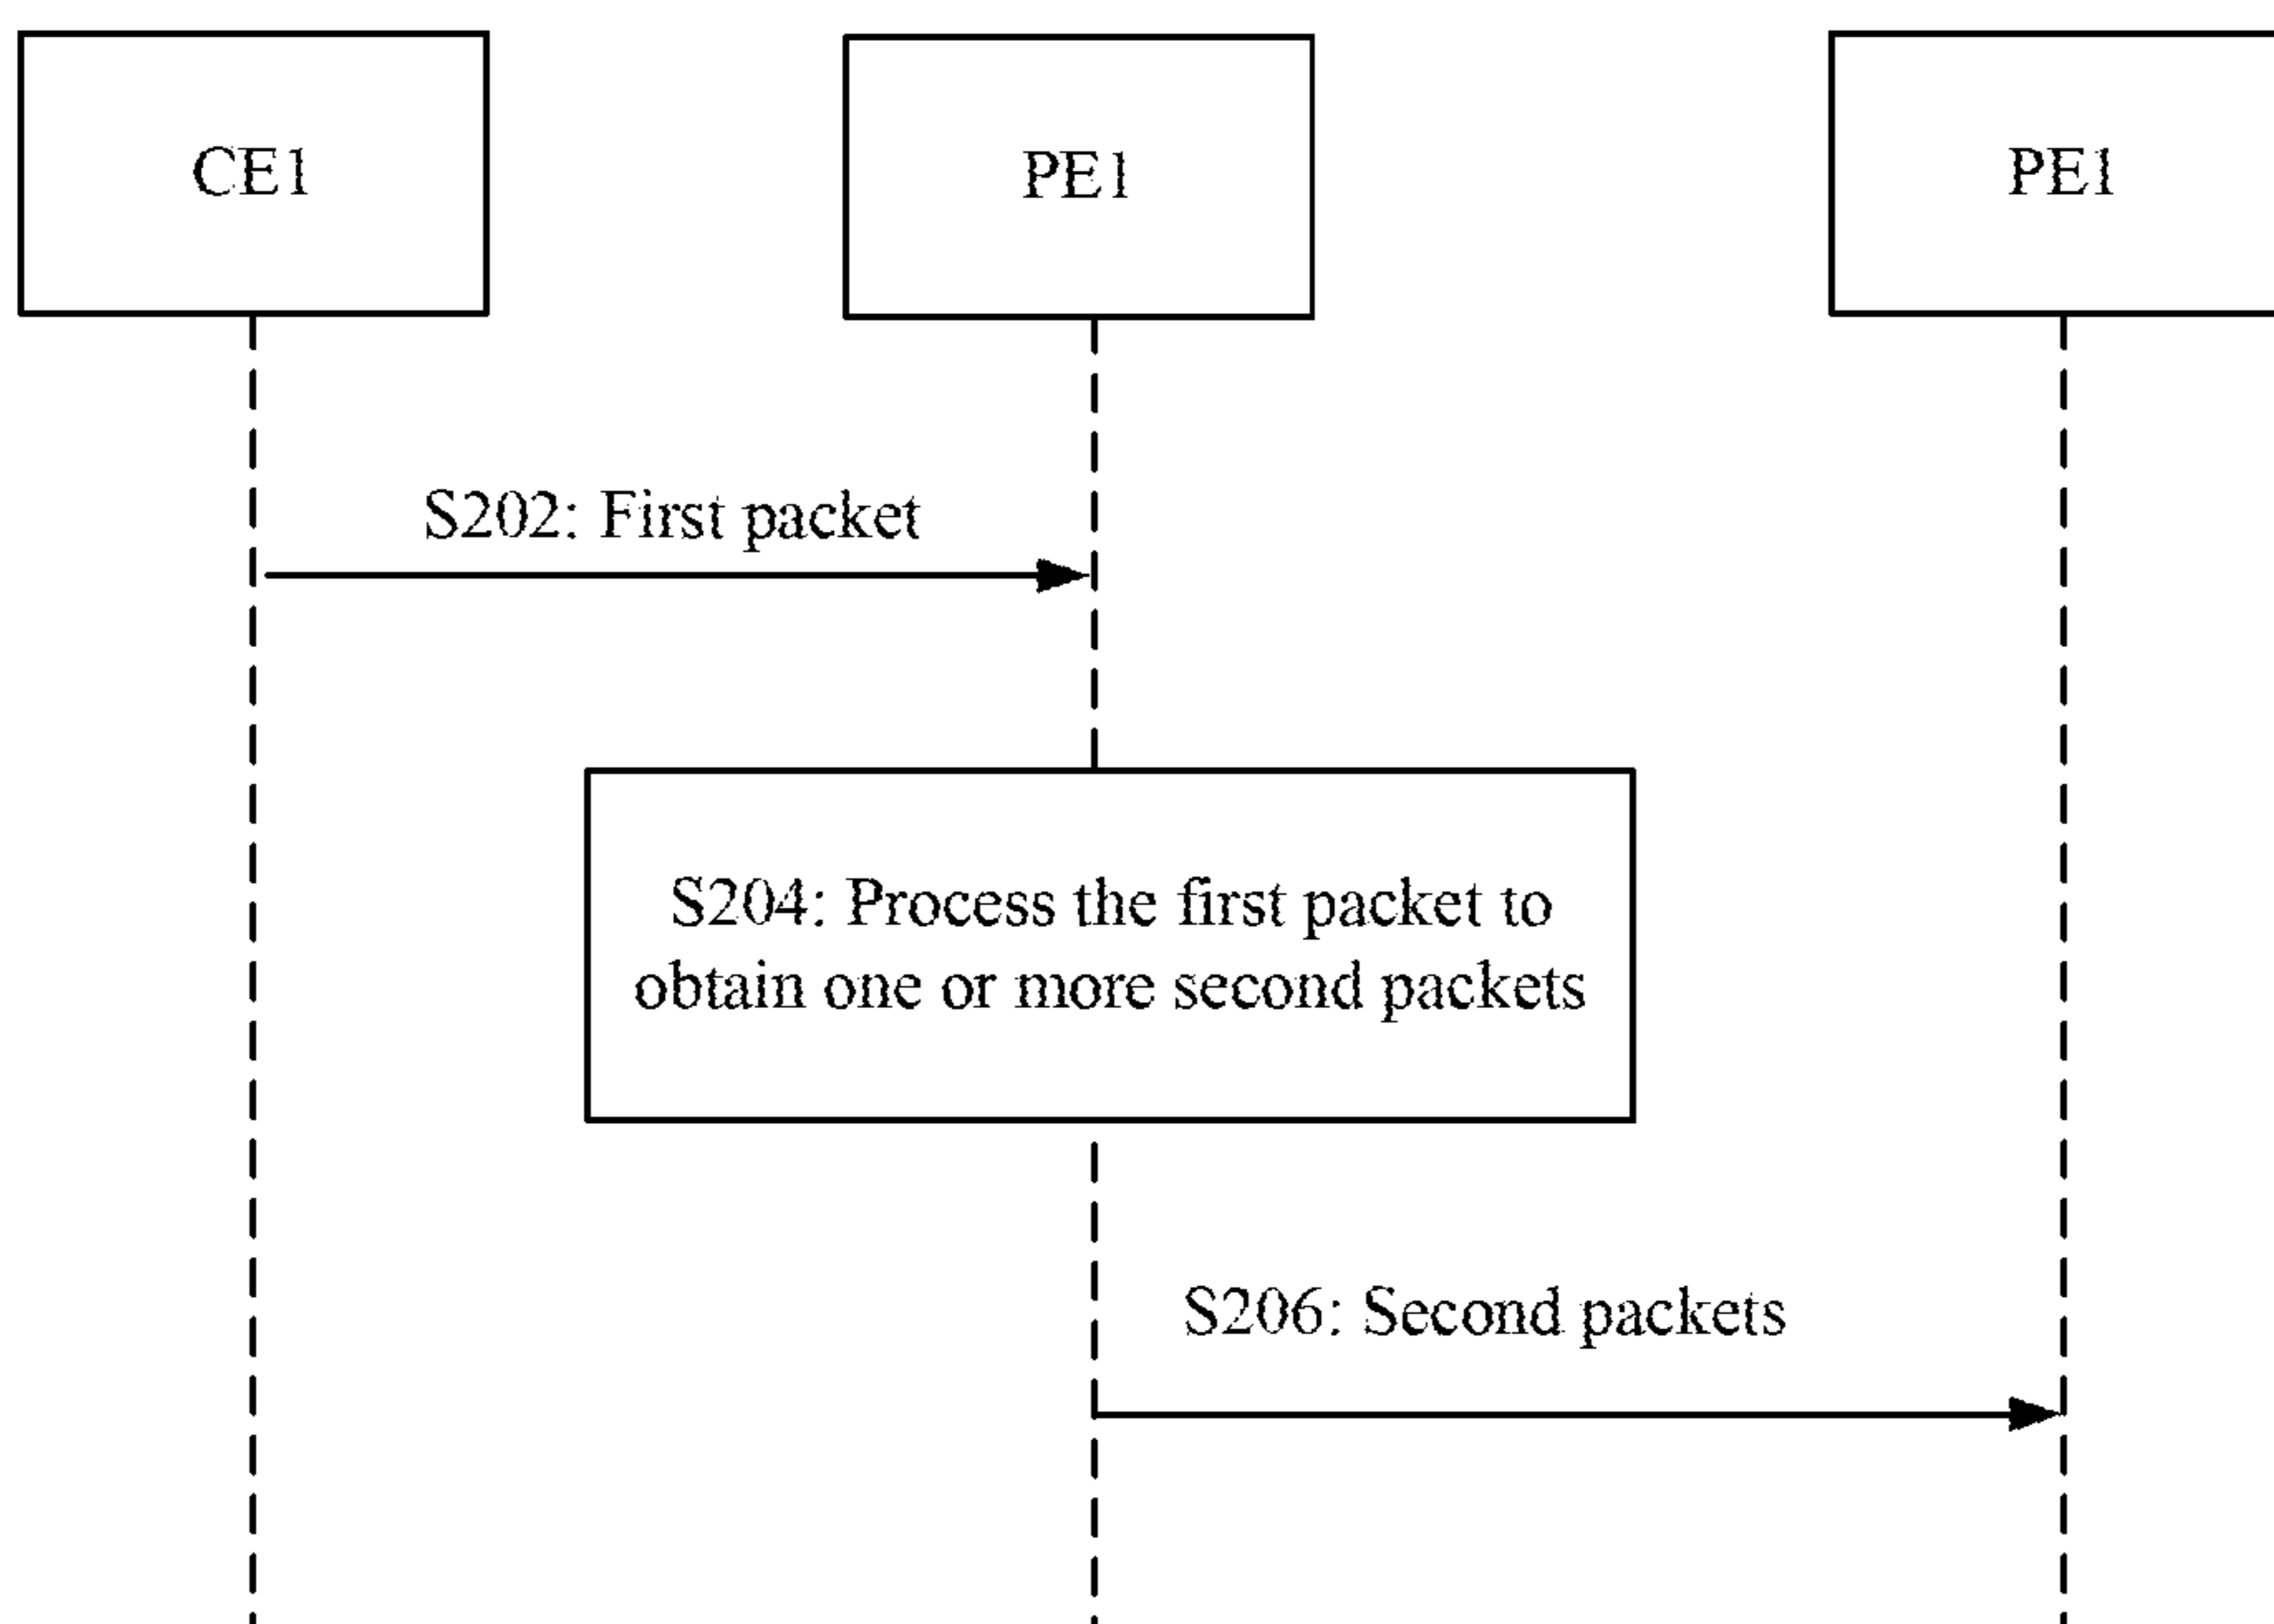 CE1
PE1
PE1
S202: First packet
S204: Process the first packet to
obtain one or more second packets
S206: Second packets